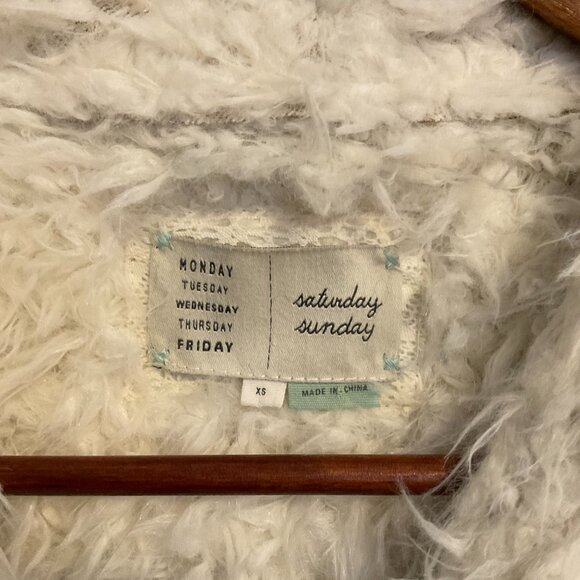 MONDAY
TUESDAY
WEDNESDAY
THURSDAY
FRIDAY
saturday
sunday
XS
MADE IN CHINA